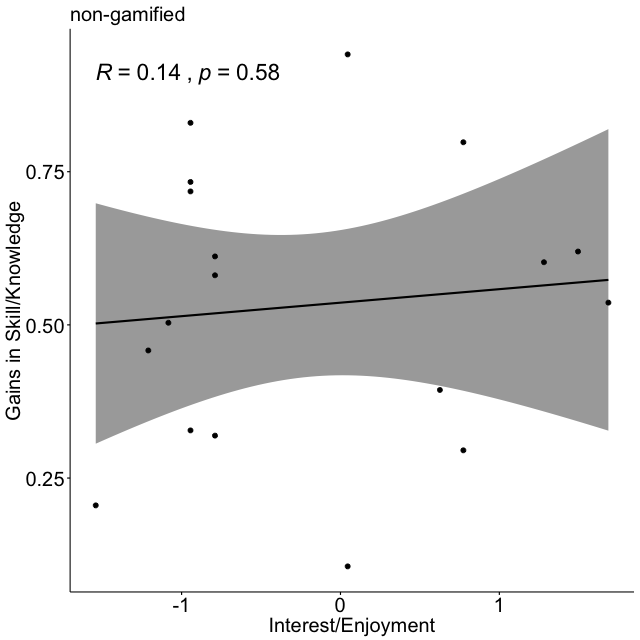 non-gamified
R = 0.14 , p = 0.58
Gains in Skill/Knowledge
0.75
0.50
0.25
-1 0 1
Interest/Enjoyment